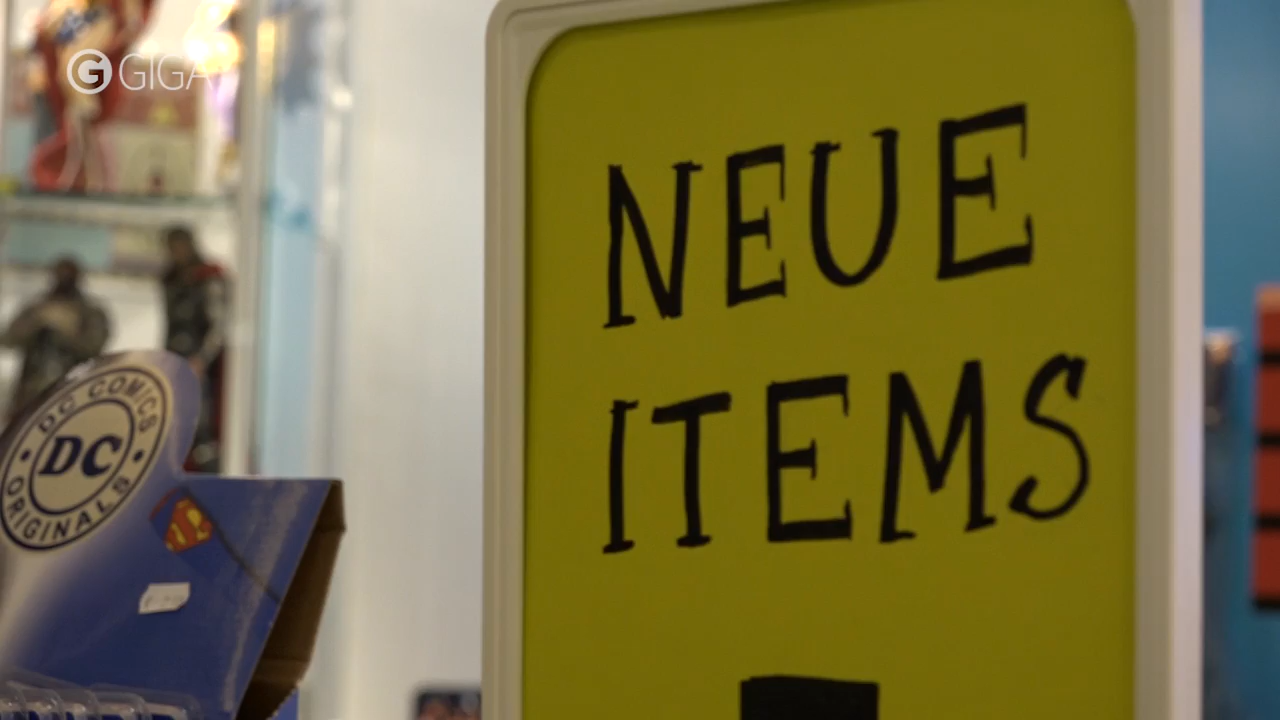 GIGA
NEUE
ITEMS
DC COMICS
DC
ORIGINALS